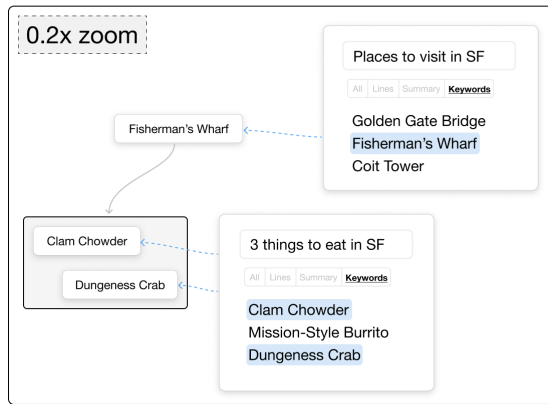 0.2x zoom
Places to visit in SF
All Lines Summary Keywords
Golden Gate Bridge
Fisherman's Wharf
Coit Tower
Fisherman's Wharf
Clam Chowder
Dungeness Crab
3 things to eat in SF
All Lines Summary Keywords
Clam Chowder
Mission-Style Burrito
Dungeness Crab